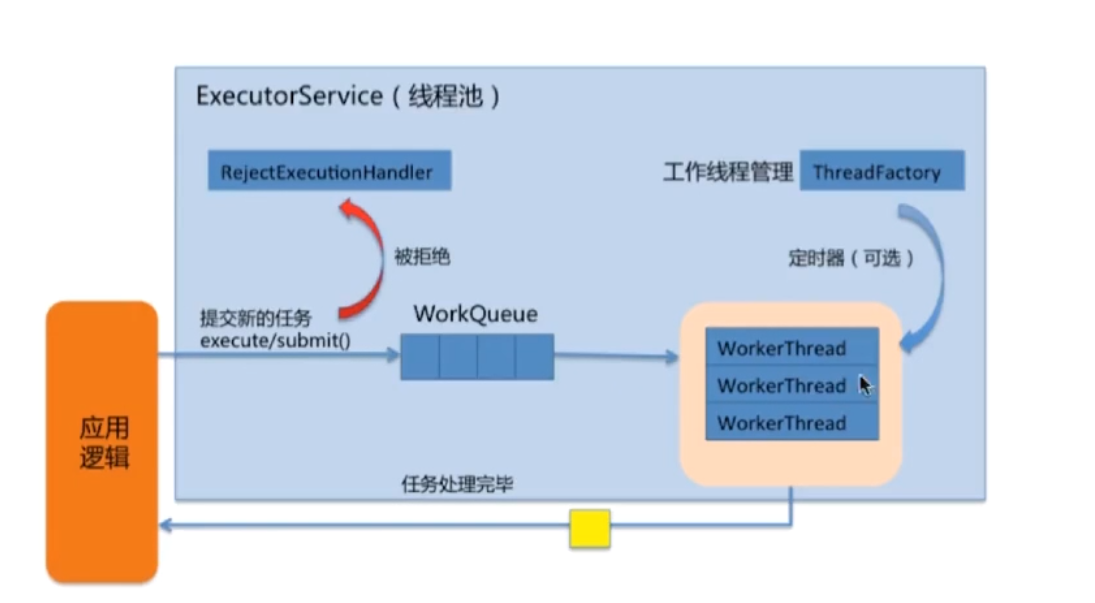 ExecutorService（线程池）
RejectExecutionHandler
工作线程管理
ThreadFactory
被拒绝
定时器（可选）
提交新的任务
execute/submit()
WorkQueue
WorkerThread
WorkerThread
WorkerThread
应用
逻辑
任务处理完毕